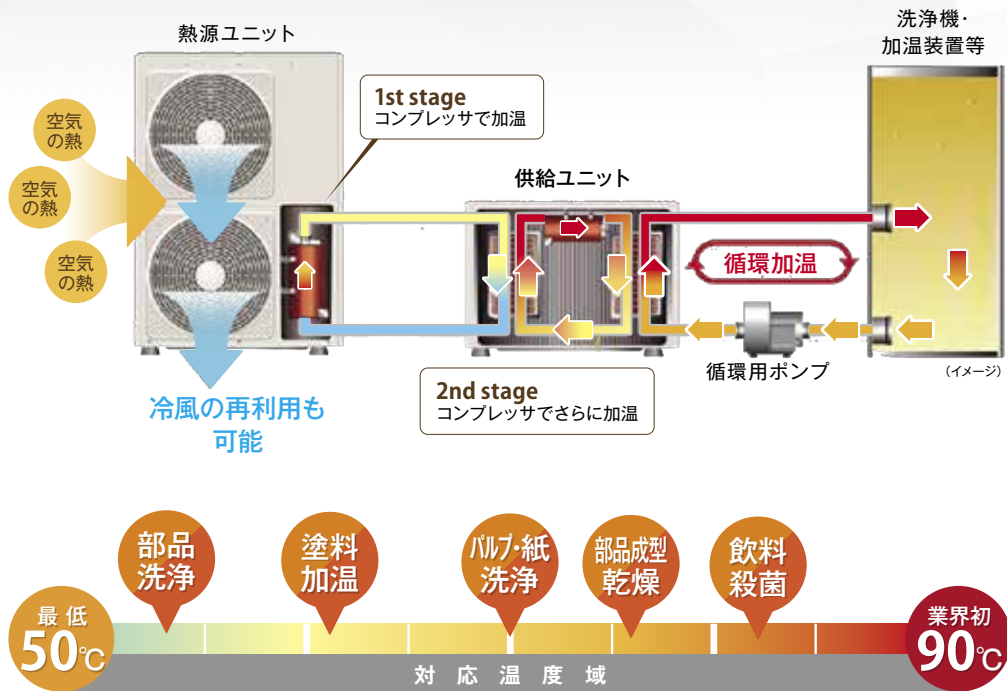 熱源ユニット
洗浄機・
加温装置等
1st stage
コンプレッサで加温
空気
の熱
空気
の熱
空気
の熱
供給ユニット
循環加温
循環用ポンプ
(イメージ)
2nd stage
コンプレッサでさらに加温
冷風の再利用も
可能
部品
洗浄
塗料
加温
パルプ・紙
洗浄
部品成型
乾燥
飲料
殺菌
最低
50℃
業界初
90℃
対応温度域